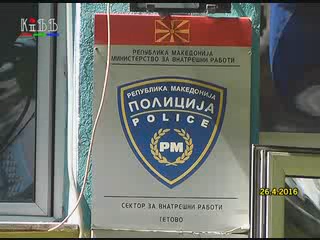 КИСС
РЕПУБЛИКА МАКЕДОНИЈА
МИНИСТЕРСТВО ЗА ВНАТРЕШНИ РАБОТИ
РЕПУБЛИКА МАКЕДОНИЈА
ПОЛИЦИЈА
POLICE
РМ
СЕКТОР ЗА ВНАТРЕШНИ РАБОТИ
ТЕТОВО
26.4.2016